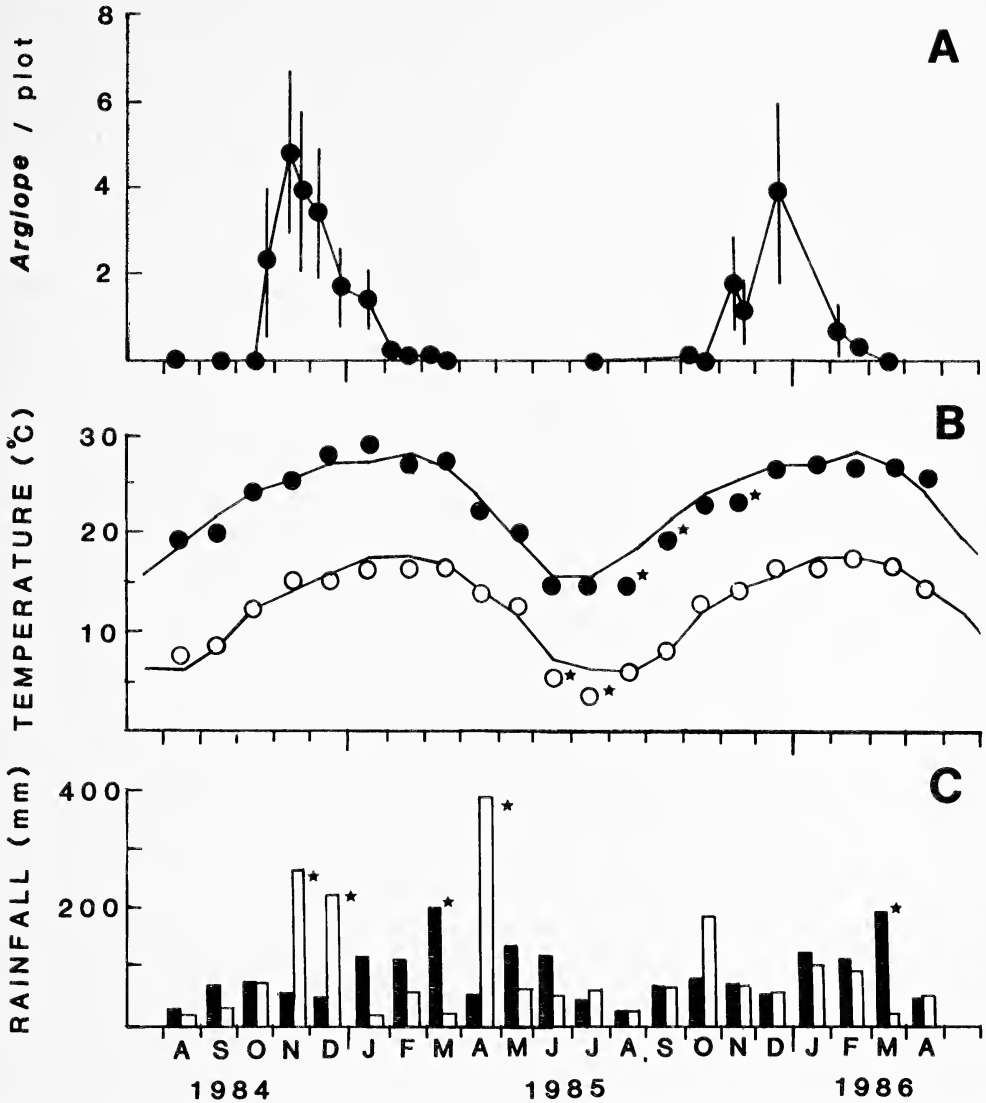 A
Argiope / plot
8
6
4
2
B
TEMPERATURE (°C)
30
20
10
C
RAINFALL (mm)
400
200
A S O N D J F M A M J J A S O N D J F M A
1984 1985 1986